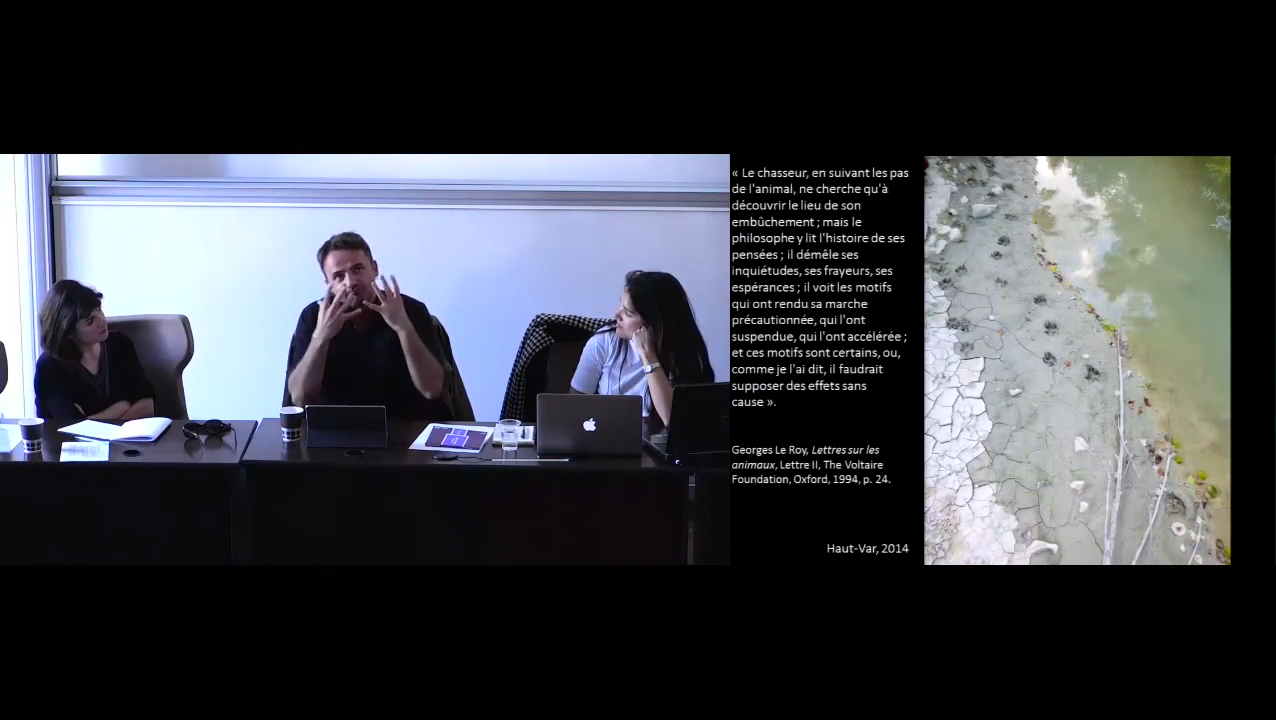 « Le chasseur, en suivant les pas
de l'animal, ne cherche qu'à
découvrir le lieu de son
embûchement ; mais le
philosophe y lit l'histoire de ses
pensées ; il démêle ses
inquiétudes, ses frayeurs, ses
espérances ; il voit les motifs
qui ont rendu sa marche
précautionnée, qui l'ont
suspendue, qui l'ont accélérée ;
et ces motifs sont certains, ou,
comme je l'ai dit, il faudrait
supposer des effets sans
cause ».
Georges Le Roy, Lettres sur les
animaux, Lettre II, The Voltaire
Foundation, Oxford, 1994, p. 24.
Haut-Var, 2014